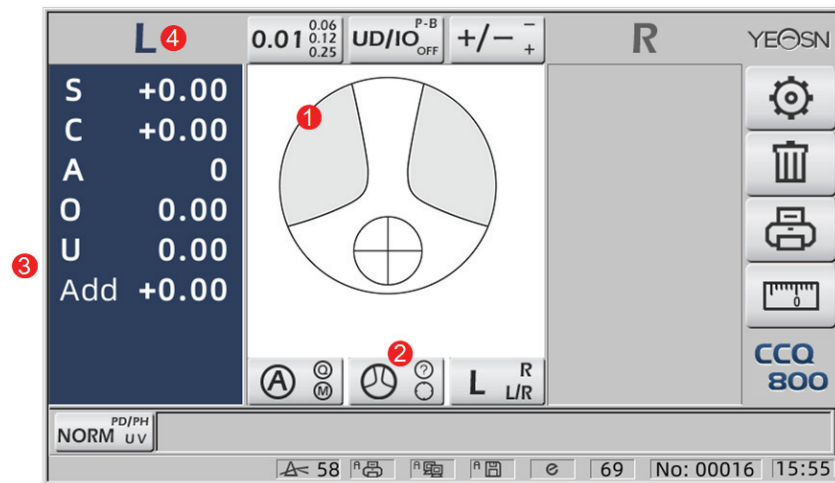 L 4
0.01 0.06 0.12 0.25
UD/IO P-B OFF
+/− − +
R
YEOSN
S +0.00
C +0.00
A 0
O 0.00
U 0.00
Add +0.00
1
2
3
A Q M
?
L R L/R
0
CCQ
800
NORM PD/PH UV
58
A
A
A
e
69
No: 00016
15:55